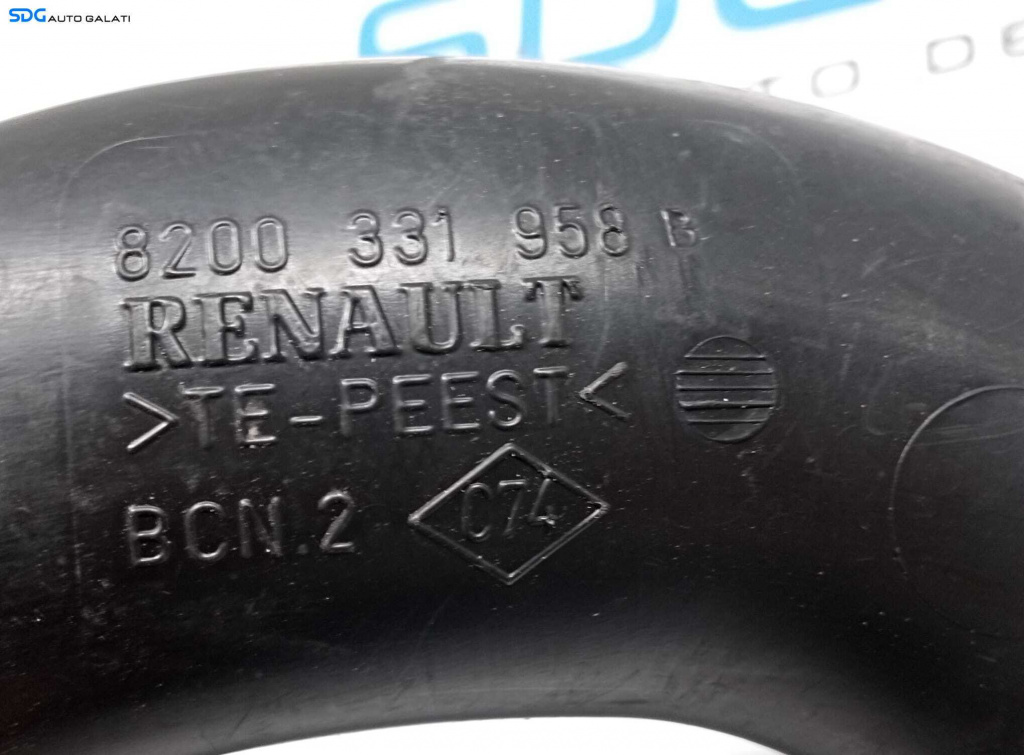 SDG AUTO GALATI
8200 331 958 B
RENAULT
>TE-PEEST<
BCN.2
C74